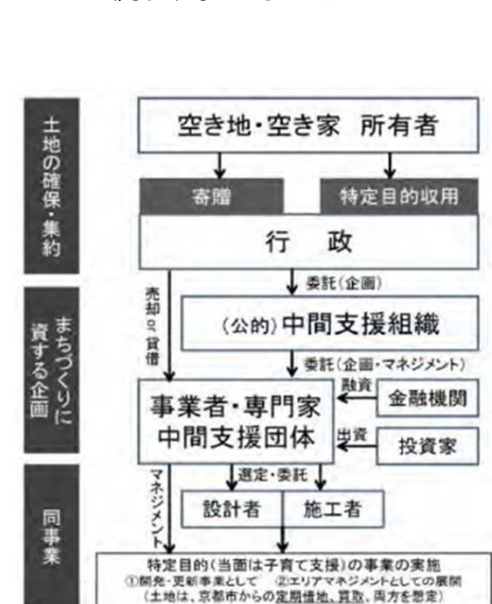 土地の確保・集約
空き地・空き家 所有者
寄贈
特定目的収用
行 政
売却or貸借
委託(企画)
まちづくりに
資する企画
(公的)中間支援組織
委託(企画・マネジメント)
事業者・専門家
中間支援団体
融資
金融機関
出資
投資家
マネジメント
選定・委託
設計者
施工者
同事業
特定目的(当面は子育て支援)の事業の実施
①開発・更新事業として ②エリアマネジメントとしての展開
(土地は、京都市からの定期借地、買取、両方を想定)